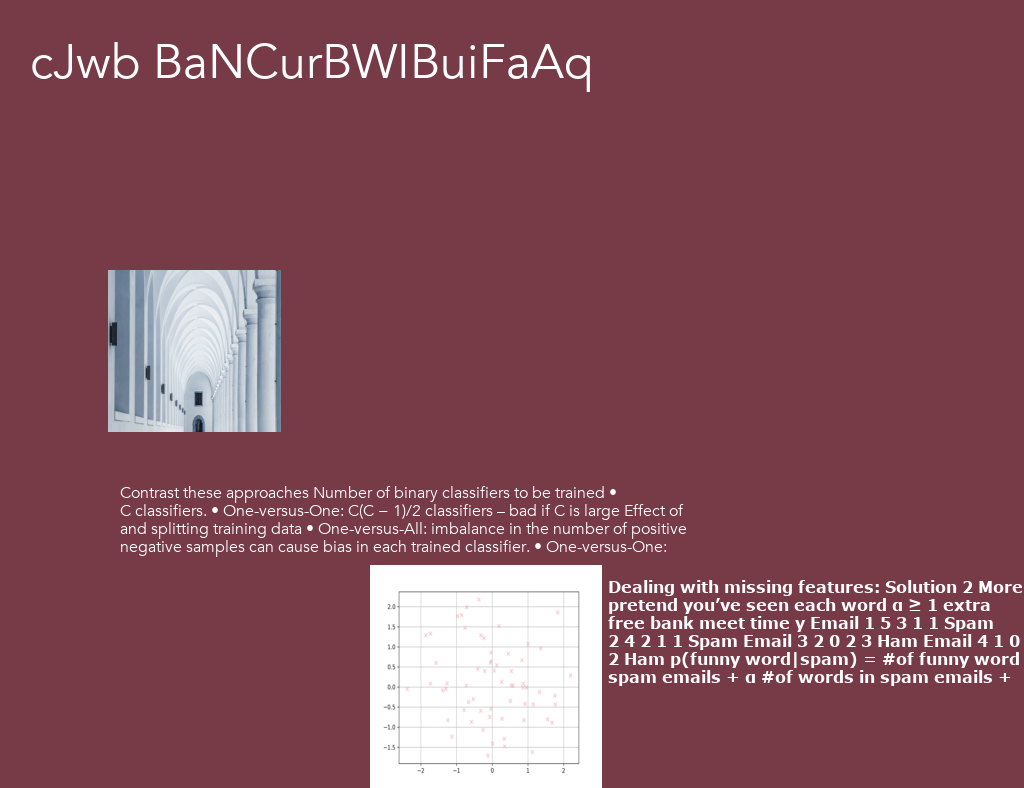 cJwb BaNCurBWIBuiFaAq
Contrast these approaches Number of binary classifiers to be trained •
C classifiers. • One-versus-One: C(C − 1)/2 classifiers – bad if C is large Effect of
and splitting training data • One-versus-All: imbalance in the number of positive
negative samples can cause bias in each trained classifier. • One-versus-One:
Dealing with missing features: Solution 2 More
pretend you’ve seen each word α ≥ 1 extra
free bank meet time y Email 1 5 3 1 1 Spam
2 4 2 1 1 Spam Email 3 2 0 2 3 Ham Email 4 1 0
2 Ham p(funny word|spam) = #of funny word
spam emails + α #of words in spam emails +
2.0
1.5
1.0
0.5
0.0
−0.5
−1.0
−1.5
−2 −1 0 1 2